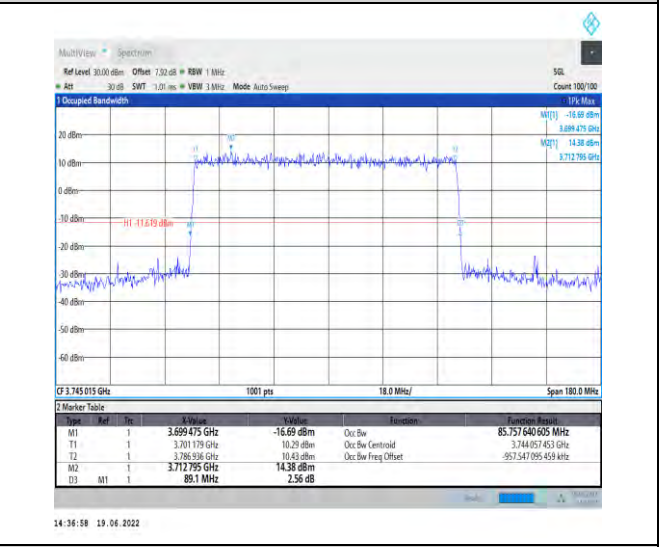 MultiView Spectrum
Ref Level 30.00 dBm Offset 7.92 dB RBW 1 MHz SGL
Att 30 dB SWT 1.01 ms VBW 3 MHz Mode Auto Sweep Count 100/100
1 Occupied Bandwidth 1Pk Max
M1[1] -16.69 dBm
3.699 475 GHz
M2[1] 14.38 dBm
3.712 795 GHz
20 dBm
10 dBm
0 dBm
-10 dBm
H1 -11.619 dBm
-20 dBm
-30 dBm
-40 dBm
-50 dBm
-60 dBm
M2
T1
T2
M1
CF 3.745 015 GHz 1001 pts 18.0 MHz/ Span 180.0 MHz
2 Marker Table
Type Ref Trc X-Value Y-Value Function Function Result
M1 1 3.699 475 GHz -16.69 dBm Occ Bw 85.757 640 605 MHz
T1 1 3.701 179 GHz 10.29 dBm Occ Bw Centroid 3.744 057 453 GHz
T2 1 3.786 936 GHz 10.43 dBm Occ Bw Freq Offset -957.547 095 459 kHz
M2 1 3.712 795 GHz 14.38 dBm
D3 M1 1 89.1 MHz 2.56 dB
14:36:58 19.06.2022